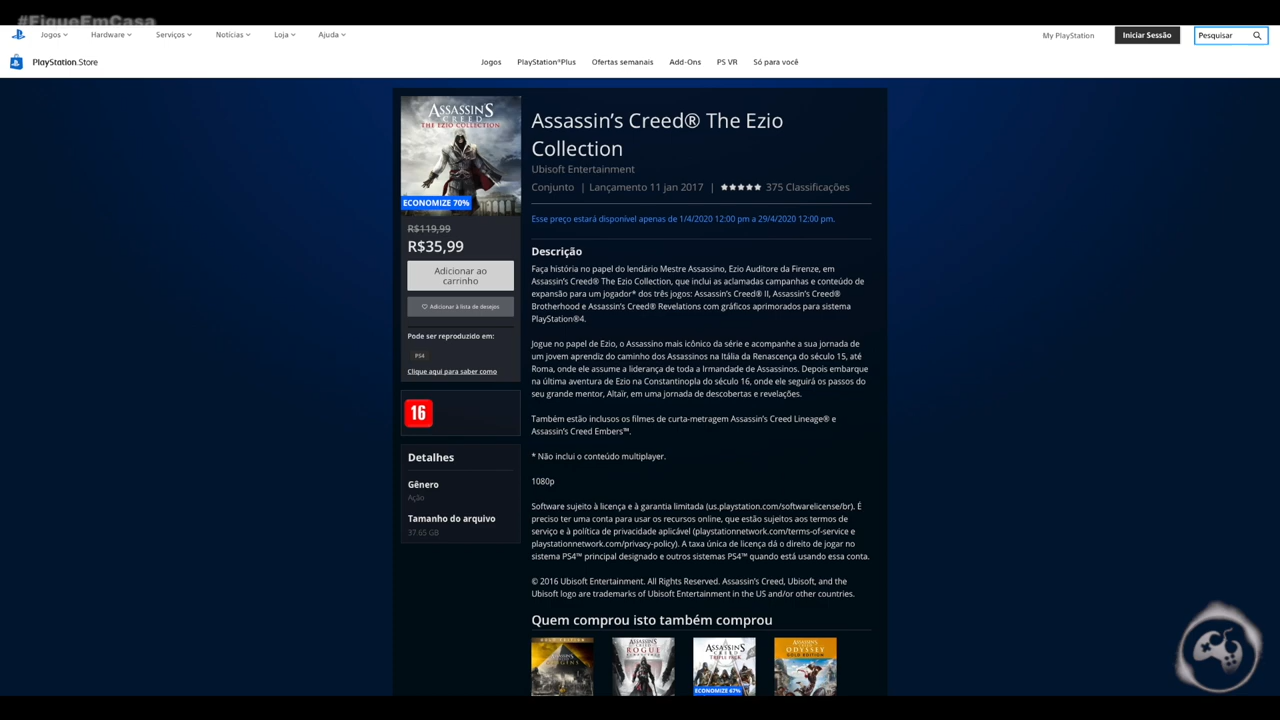 #FiqueEmCasa
Jogos Hardware Serviços Notícias Loja Ajuda My PlayStation Iniciar Sessão Pesquisar
PlayStation.Store Jogos PlayStation®Plus Ofertas semanais Add-Ons PS VR Só para você
ASSASSIN'S
CREED
THE EZIO COLLECTION
ECONOMIZE 70%
R$119,99
R$35,99
Adicionar ao
carrinho
Adicionar à lista de desejos
Pode ser reproduzido em:
PS4
Clique aqui para saber como
16
Detalhes
Gênero
Ação
Tamanho do arquivo
37.65 GB
Assassin's Creed® The Ezio
Collection
Ubisoft Entertainment
Conjunto | Lançamento 11 jan 2017 | ★★★★★ 375 Classificações
Esse preço estará disponível apenas de 1/4/2020 12:00 pm a 29/4/2020 12:00 pm.
Descrição
Faça história no papel do lendário Mestre Assassino, Ezio Auditore da Firenze, em
Assassin's Creed® The Ezio Collection, que inclui as aclamadas campanhas e conteúdo de
expansão para um jogador* dos três jogos: Assassin's Creed® II, Assassin's Creed®
Brotherhood e Assassin's Creed® Revelations com gráficos aprimorados para sistema
PlayStation®4.
Jogue no papel de Ezio, o Assassino mais icônico da série e acompanhe a sua jornada de
um jovem aprendiz do caminho dos Assassinos na Itália da Renascença do século 15, até
Roma, onde ele assume a liderança de toda a Irmandade de Assassinos. Depois embarque
na última aventura de Ezio na Constantinopla do século 16, onde ele seguirá os passos do
seu grande mentor, Altaïr, em uma jornada de descobertas e revelações.
Também estão inclusos os filmes de curta-metragem Assassin's Creed Lineage® e
Assassin's Creed Embers™.
* Não inclui o conteúdo multiplayer.
1080p
Software sujeito à licença e à garantia limitada (us.playstation.com/softwarelicense/br). É
preciso ter uma conta para usar os recursos online, que estão sujeitos aos termos de
serviço e à política de privacidade aplicável (playstationnetwork.com/terms-of-service e
playstationnetwork.com/privacy-policy). A taxa única de licença dá o direito de jogar no
sistema PS4™ principal designado e outros sistemas PS4™ quando está usando essa conta.
© 2016 Ubisoft Entertainment. All Rights Reserved. Assassin's Creed, Ubisoft, and the
Ubisoft logo are trademarks of Ubisoft Entertainment in the US and/or other countries.
Quem comprou isto também comprou
GOLD EDITION
ORIGINS
ASSASSIN'S
CREED
ROGUE
ASSASSIN'S
CREED
TRIPLE PACK
ECONOMIZE 67%
ASSASSIN'S
CREED
ODYSSEY
GOLD EDITION